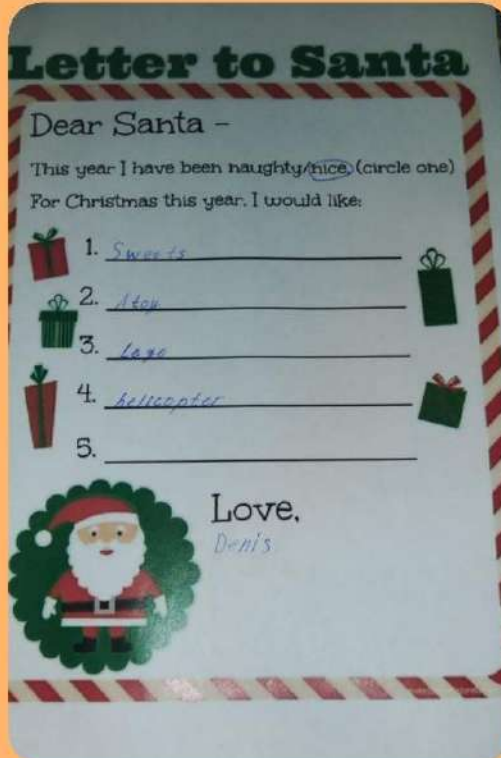 Letter to Santa
Dear Santa –
This year I have been naughty/nice. (circle one)
For Christmas this year, I would like:
1. Sweets
2. A toy
3. Lego
4. helicopter
5.
Love,
Denis